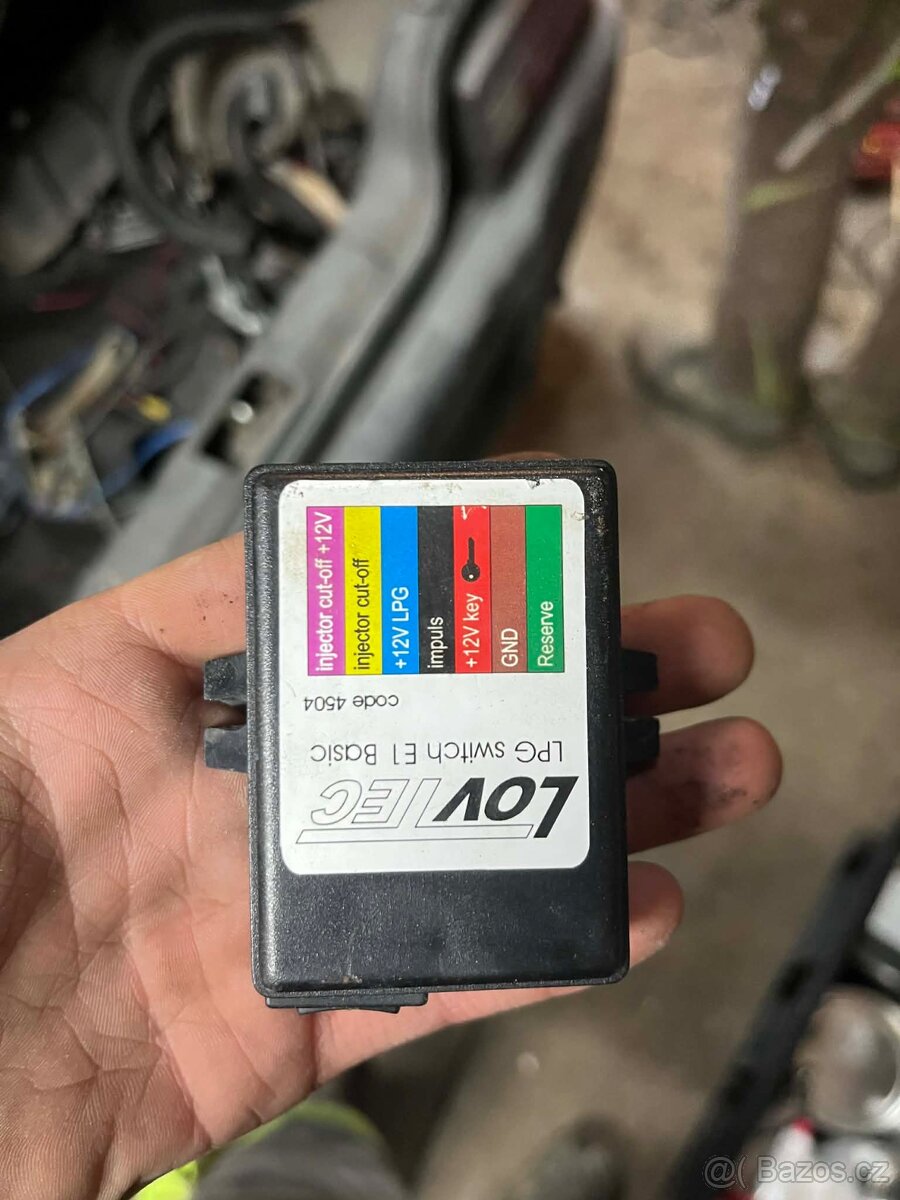 LovTEC
LPG switch E1 Basic
code 4504
injector cut-off +12V
injector cut-off
+12V LPG
impuls
+12V key
GND
Reserve
@( Bazos.cz